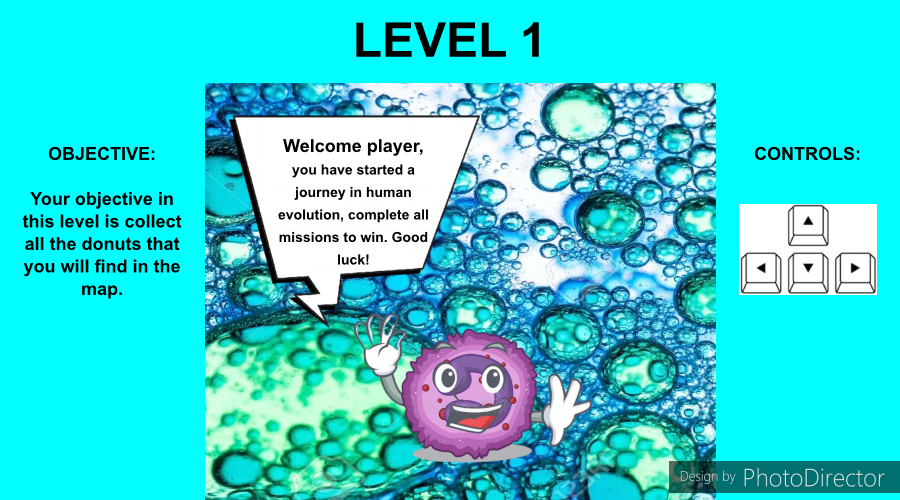 LEVEL 1
OBJECTIVE:
Your objective in
this level is collect
all the donuts that
you will find in the
map.
Welcome player,
you have started a
journey in human
evolution, complete all
missions to win. Good
luck!
CONTROLS:
Design by PhotoDirector